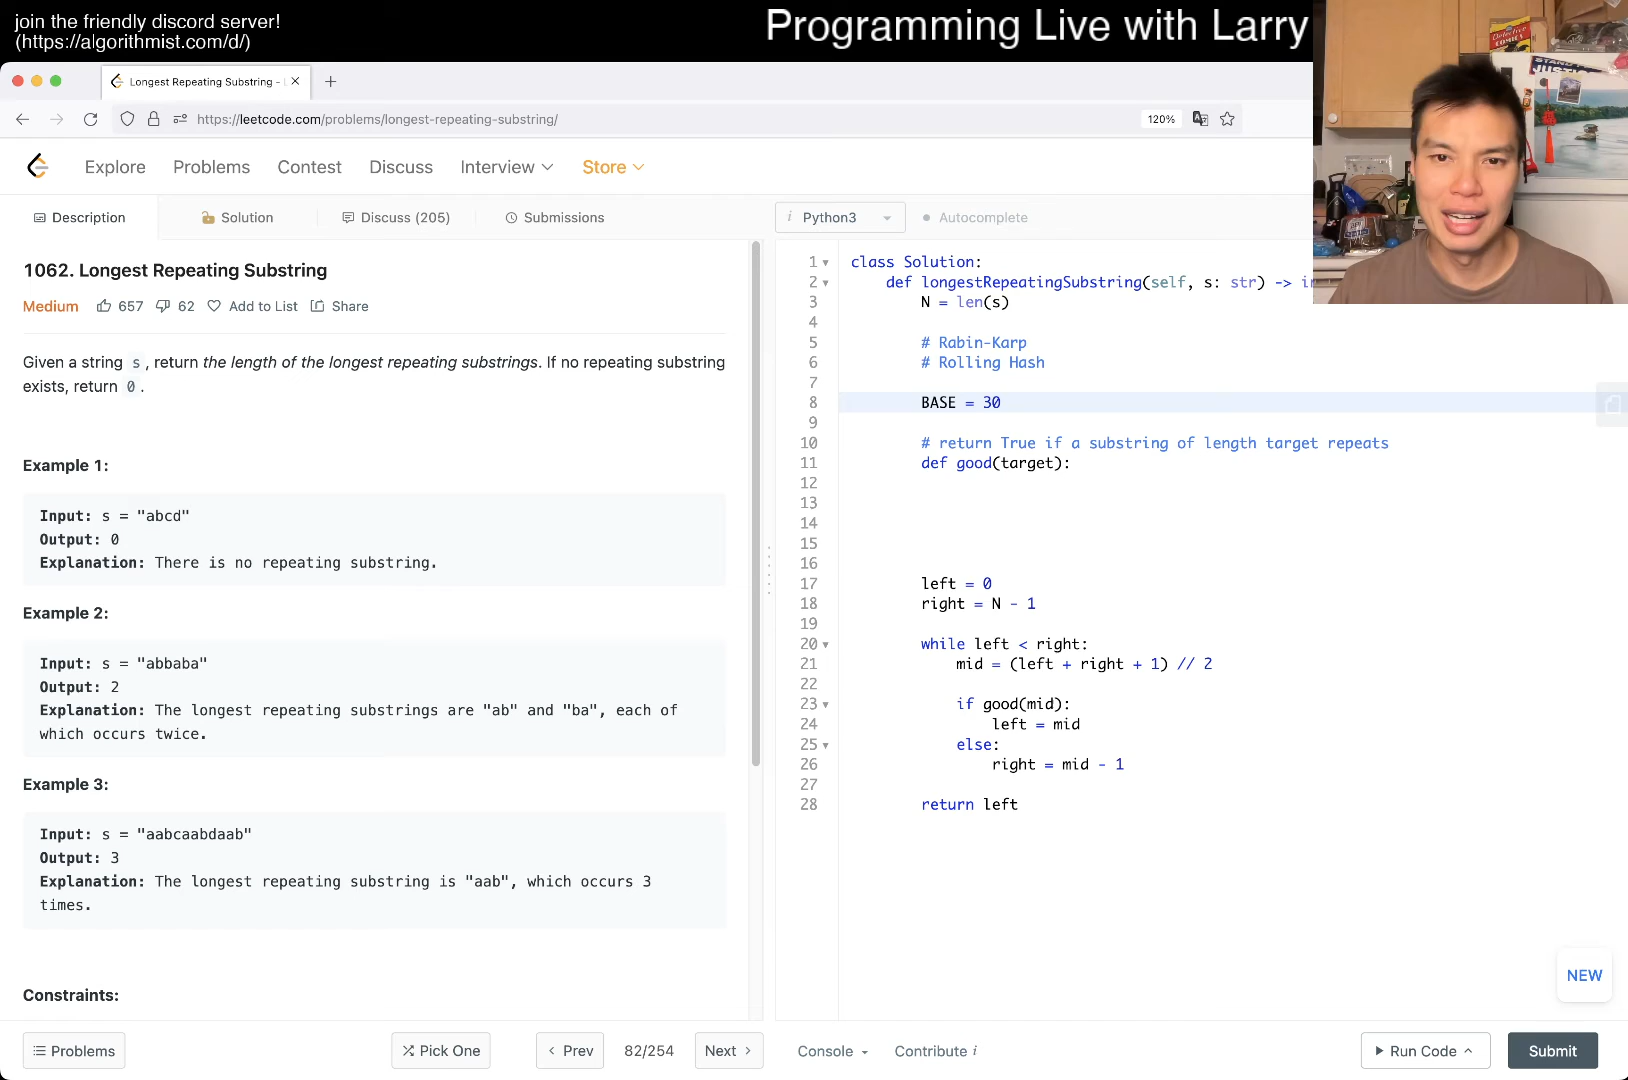 join the friendly discord server!
(https://algorithmist.com/d/)
Programming Live with Larry
Longest Repeating Substring -
https://leetcode.com/problems/longest-repeating-substring/
120%
Explore Problems Contest Discuss Interview Store
Description Solution Discuss (205) Submissions
i Python3 Autocomplete
1062. Longest Repeating Substring
Medium 657 62 Add to List Share
Given a string s, return the length of the longest repeating substrings. If no repeating substring
exists, return 0.
Example 1:
Input: s = "abcd"
Output: 0
Explanation: There is no repeating substring.
Example 2:
Input: s = "abbaba"
Output: 2
Explanation: The longest repeating substrings are "ab" and "ba", each of
which occurs twice.
Example 3:
Input: s = "aabcaabdaab"
Output: 3
Explanation: The longest repeating substring is "aab", which occurs 3
times.
Constraints:
1 class Solution:
2 def longestRepeatingSubstring(self, s: str) -> in
3 N = len(s)
4
5 # Rabin-Karp
6 # Rolling Hash
7
8 BASE = 30
9
10 # return True if a substring of length target repeats
11 def good(target):
12
13
14
15
16
17 left = 0
18 right = N - 1
19
20 while left < right:
21 mid = (left + right + 1) // 2
22
23 if good(mid):
24 left = mid
25 else:
26 right = mid - 1
27
28 return left
NEW
Problems Pick One Prev 82/254 Next Console Contribute i Run Code Submit